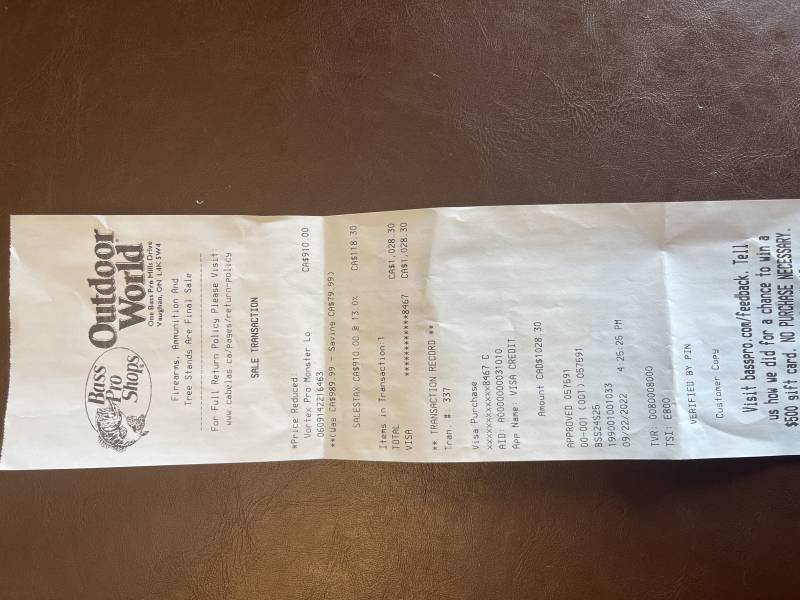 Bass
Pro
Shops
Outdoor
World
One Bass Pro Mills Drive
Vaughan, ON L4K5W4
Firearms, Ammunition And
Tree Stands Are Final Sale
For Full Return Policy Please Visit:
www.cabelas.ca/pages/return-policy
SALE TRANSACTION
*Price Reduced
Vortex Pro Monster Lo CA$910.00
0609142216463
**(Was CA$989.99 - Saving CA$79.99)
SALESTAX CA$910.00 @ 13.0% CA$118.30
Items in Transaction:1
TOTAL CA$1,028.30
VISA ************8467 CA$1,028.30
** TRANSACTION RECORD **
Tran. #: 337
Visa Purchase
xxxxxxxxxxxx8467 C
AID: A0000000031010
App Name: VISA CREDIT
Amount CAD$1028.30
APPROVED 057591
00-001 (001) 057591
BSS24S25
199001001033
09/22/2022 4:25:25 PM
TVR: 0080008000
TSI: E800
VERIFIED BY PIN
Customer Copy
Visit basspro.com/feedback. Tell
us how we did for a chance to win a
$500 gift card. NO PURCHASE NECESSARY.